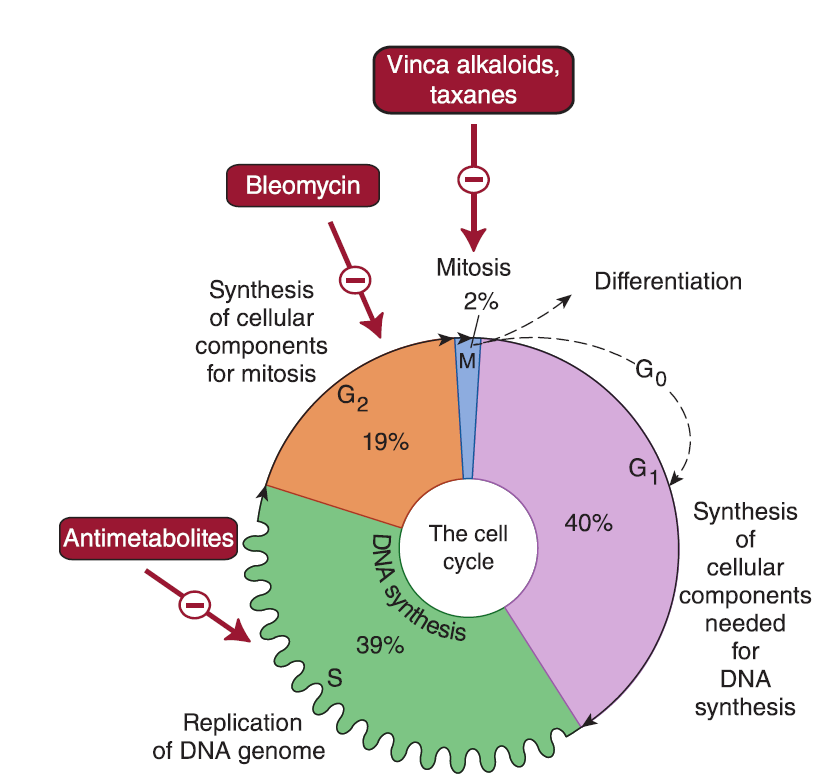 Vinca alkaloids,
taxanes
Bleomycin
Mitosis
2%
Differentiation
Synthesis
of cellular
components
for mitosis
M
G0
G2
19%
G1
40%
Synthesis
of
cellular
components
needed
for
DNA
synthesis
The cell
cycle
Antimetabolites
DNA synthesis
39%
S
Replication
of DNA genome